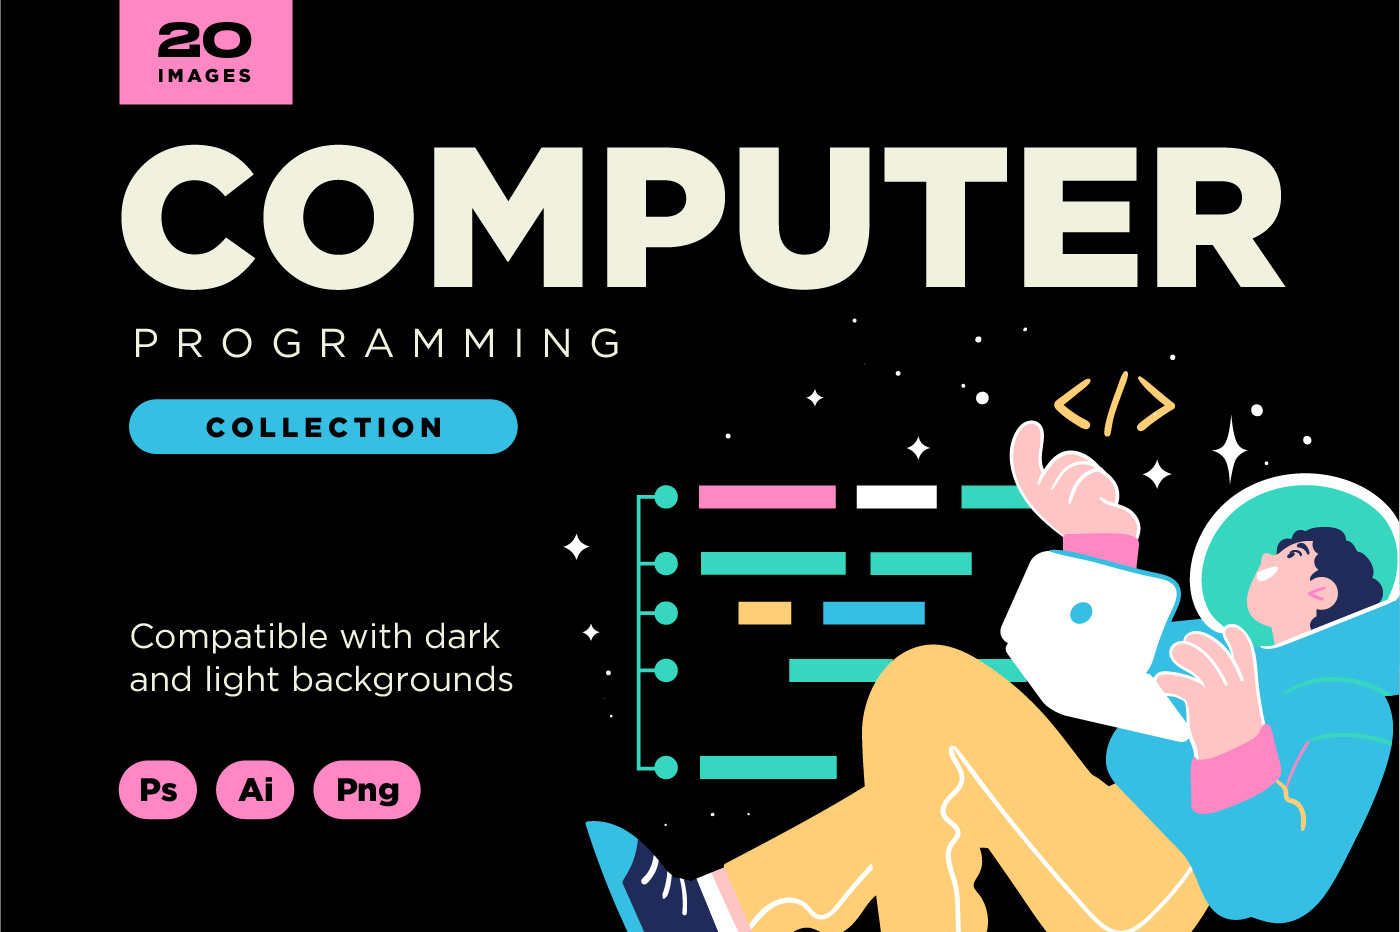 20
IMAGES
COMPUTER
PROGRAMMING
COLLECTION
</>
Compatible with dark
and light backgrounds
Ps Ai Png